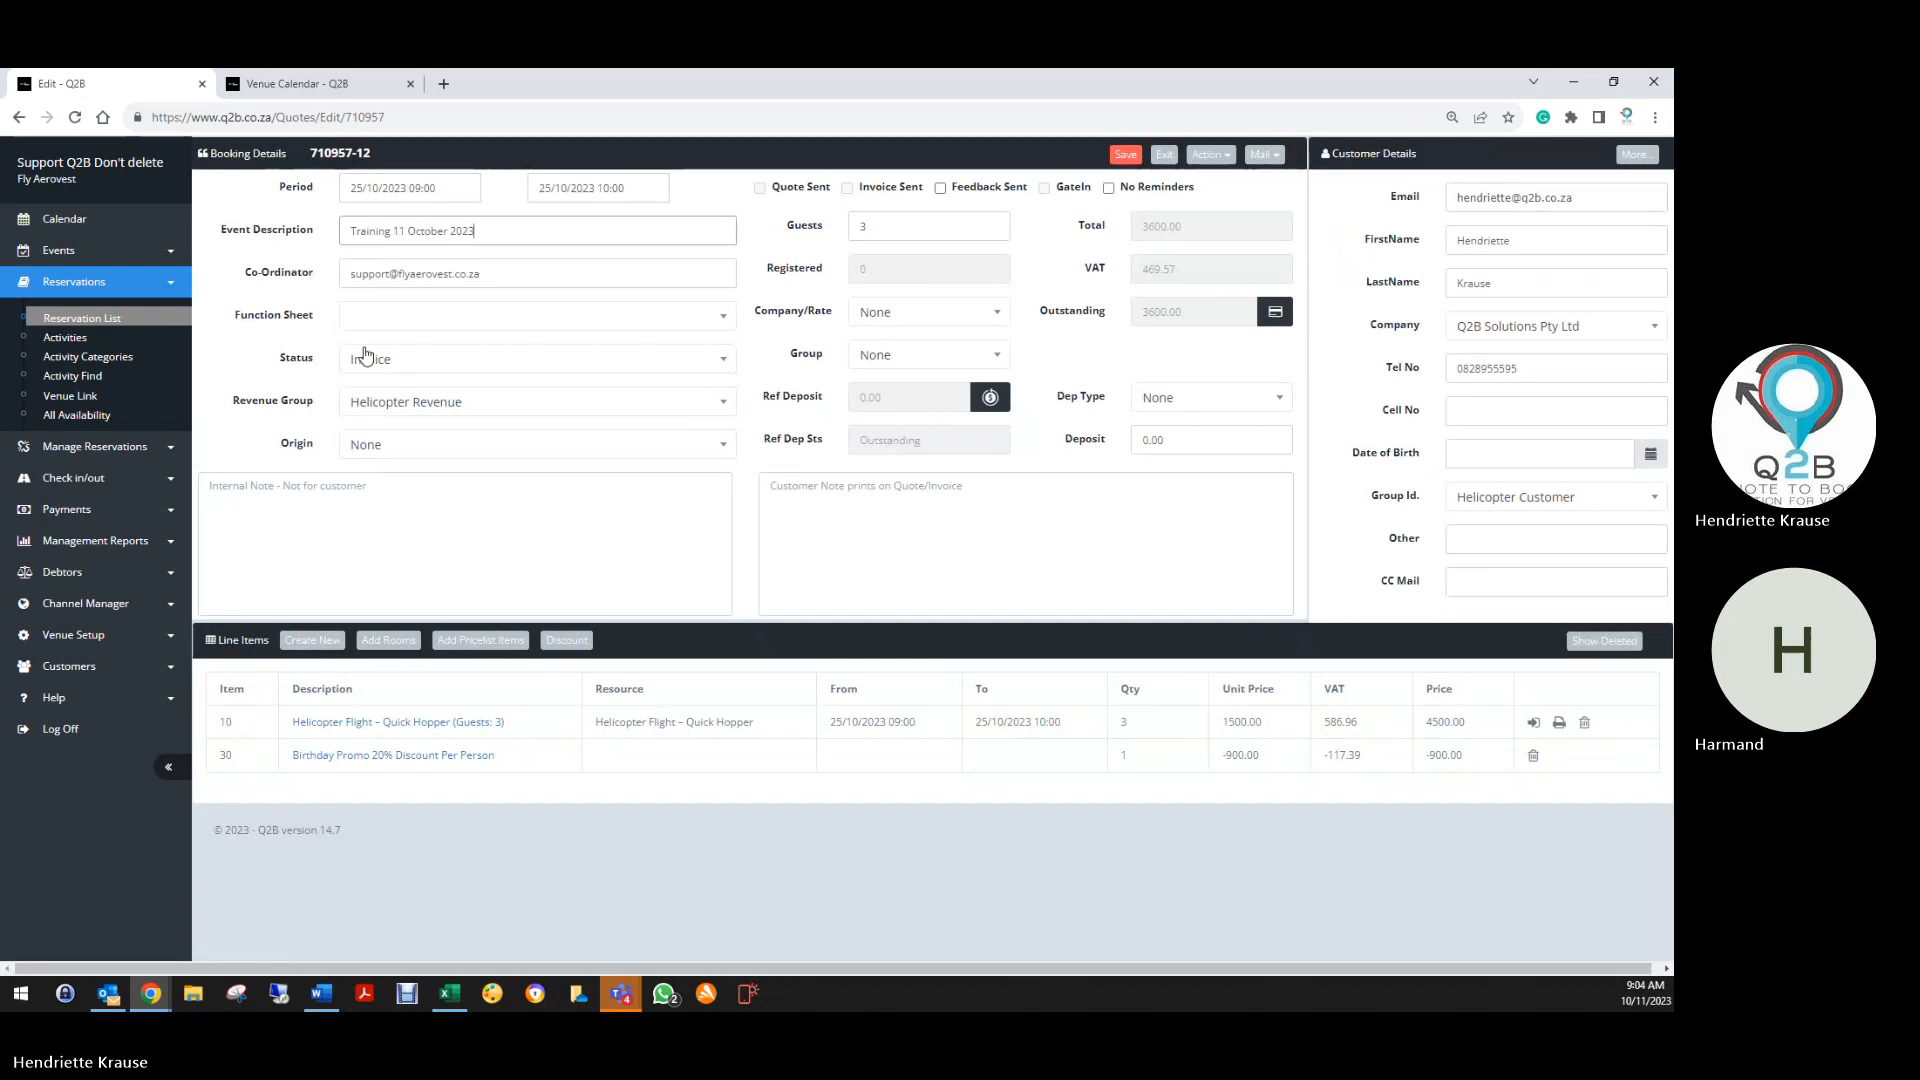 Edit - Q2B
Venue Calendar - Q2B
https://www.q2b.co.za/Quotes/Edit/710957
Support Q2B Don't delete
Fly Aerovest
Calendar
Events
Reservations
Reservation List
Activities
Activity Categories
Activity Find
Venue Link
All Availability
Manage Reservations
Check in/out
Payments
Management Reports
Debtors
Channel Manager
Venue Setup
Customers
Help
Log Off
Booking Details 710957-12
Save Exit Action Mail
Period 25/10/2023 09:00 25/10/2023 10:00
Event Description Training 11 October 2023
Co-Ordinator support@flyaerovest.co.za
Function Sheet
Status Invoice
Revenue Group Helicopter Revenue
Origin None
Quote Sent Invoice Sent Feedback Sent GateIn No Reminders
Guests 3 Total 3600.00
Registered 0 VAT 469.57
Company/Rate None Outstanding 3600.00
Group None
Ref Deposit 0.00 Dep Type None
Ref Dep Sts Outstanding Deposit 0.00
Internal Note - Not for customer
Customer Note prints on Quote/Invoice
Customer Details More...
Email hendriette@q2b.co.za
FirstName Hendriette
LastName Krause
Company Q2B Solutions Pty Ltd
Tel No 0828955595
Cell No
Date of Birth
Group Id. Helicopter Customer
Other
CC Mail
Line Items Create New Add Rooms Add Pricelist Items Discount Show Deleted
Item Description Resource From To Qty Unit Price VAT Price
10 Helicopter Flight – Quick Hopper (Guests: 3) Helicopter Flight – Quick Hopper 25/10/2023 09:00 25/10/2023 10:00 3 1500.00 586.96 4500.00
30 Birthday Promo 20% Discount Per Person 1 -900.00 -117.39 -900.00
© 2023 - Q2B version 14.7
9:04 AM
10/11/2023
Q2B
Hendriette Krause
H
Harmand
Hendriette Krause